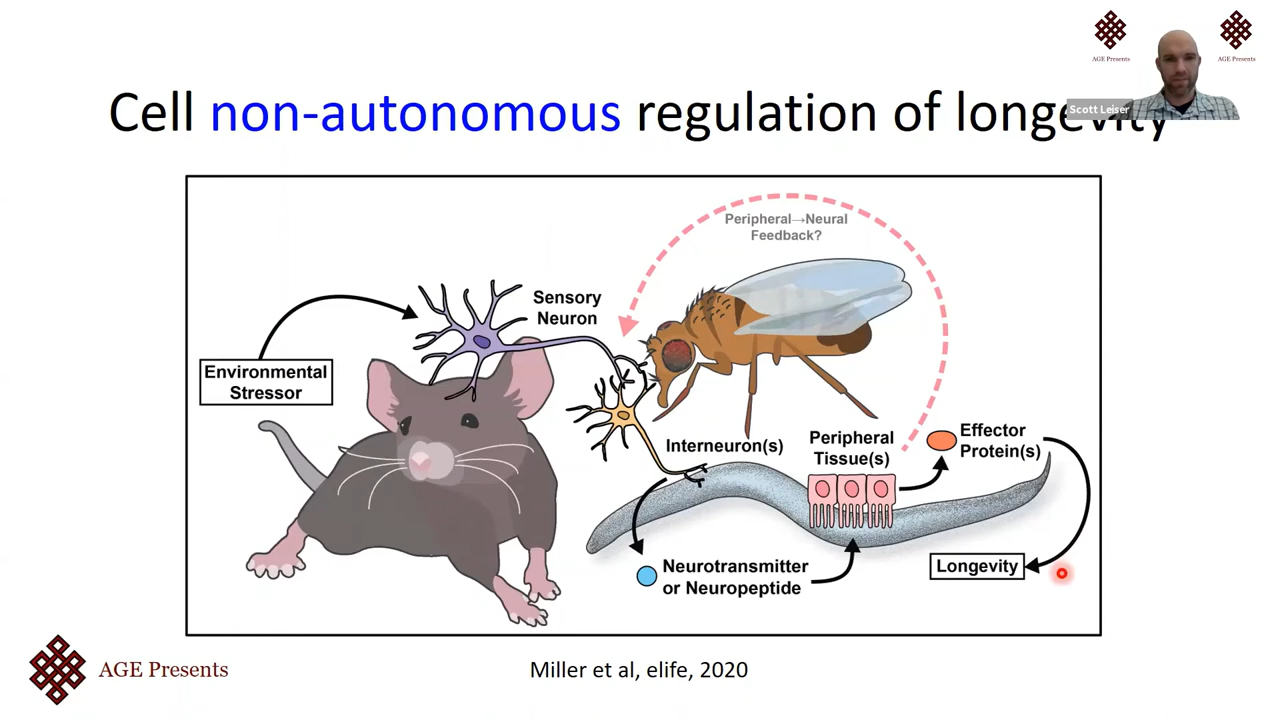 AGE Presents
AGE Presents
Scott Leiser
Cell non-autonomous regulation of longevity
Peripheral→Neural
Feedback?
Sensory
Neuron
Environmental
Stressor
Interneuron(s)
Peripheral
Tissue(s)
Effector
Protein(s)
Neurotransmitter
or Neuropeptide
Longevity
AGE Presents
Miller et al, elife, 2020